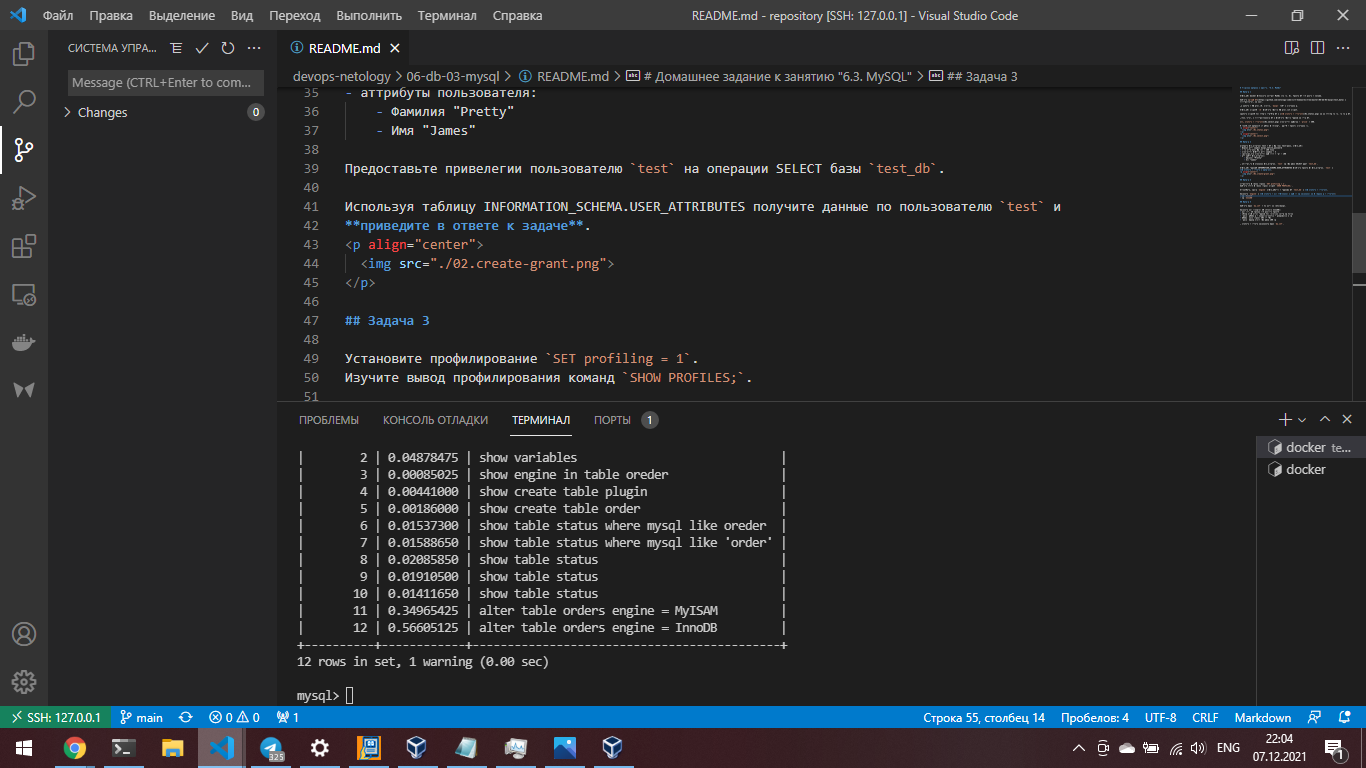 Файл Правка Выделение Вид Переход Выполнить Терминал Справка README.md - repository [SSH: 127.0.0.1] - Visual Studio Code
СИСТЕМА УПРА...
README.md
Message (CTRL+Enter to com...
Changes 0
devops-netology > 06-db-03-mysql > README.md > # Домашнее задание к занятию "6.3. MySQL" > ## Задача 3
35 - аттрибуты пользователя:
36 - Фамилия "Pretty"
37 - Имя "James"
38
39 Предоставьте привелегии пользователю `test` на операции SELECT базы `test_db`.
40
41 Используя таблицу INFORMATION_SCHEMA.USER_ATTRIBUTES получите данные по пользователю `test` и
42 **приведите в ответе к задаче**.
43 <p align="center">
44 <img src="./02.create-grant.png">
45 </p>
46
47 ## Задача 3
48
49 Установите профилирование `SET profiling = 1`.
50 Изучите вывод профилирования команд `SHOW PROFILES;`.
51
ПРОБЛЕМЫ КОНСОЛЬ ОТЛАДКИ ТЕРМИНАЛ ПОРТЫ 1
| 2 | 0.04878475 | show variables |
| 3 | 0.00085025 | show engine in table oreder |
| 4 | 0.00441000 | show create table plugin |
| 5 | 0.00186000 | show create table order |
| 6 | 0.01537300 | show table status where mysql like oreder |
| 7 | 0.01588650 | show table status where mysql like 'order' |
| 8 | 0.02085850 | show table status |
| 9 | 0.01910500 | show table status |
| 10 | 0.01411650 | show table status |
| 11 | 0.34965425 | alter table orders engine = MyISAM |
| 12 | 0.56605125 | alter table orders engine = InnoDB |
+----------+------------+--------------------------------------------+
12 rows in set, 1 warning (0.00 sec)
mysql>
docker te...
docker
SSH: 127.0.0.1 main 0 0 1 Строка 55, столбец 14 Пробелов: 4 UTF-8 CRLF Markdown
325
ENG
22:04
07.12.2021
1